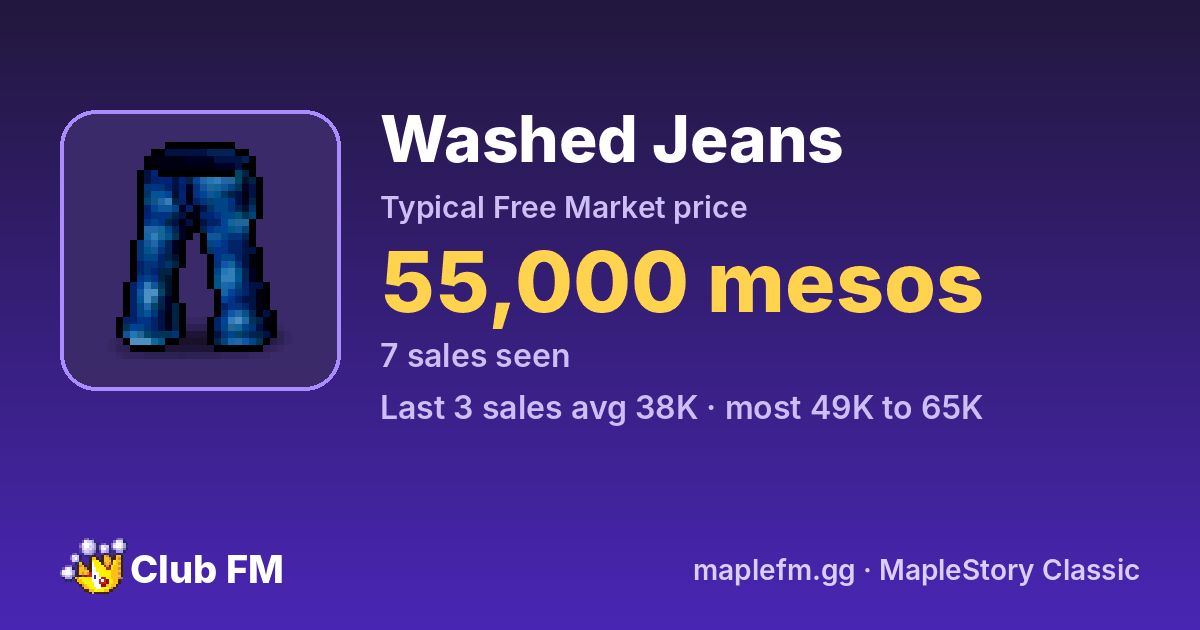 Washed Jeans
Typical Free Market price
55,000 mesos
7 sales seen
Last 3 sales avg 38K · most 49K to 65K
Club FM
maplefm.gg · MapleStory Classic